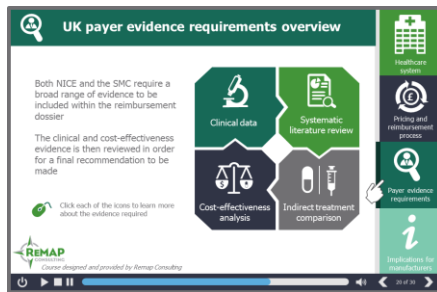 UK payer evidence requirements overview
Both NICE and the SMC require a
broad range of evidence to be
included within the reimbursement
dossier
The clinical and cost-effectiveness
evidence is then reviewed in order
for a final recommendation to be
made
Click each of the icons to learn more
about the evidence required
Clinical data
Systematic
literature review
Cost-effectiveness
analysis
Indirect treatment
comparison
Healthcare
system
Pricing and
reimbursement
process
Payer evidence
requirements
Implications for
manufacturers
REMAP
CONSULTING
Course designed and provided by Remap Consulting
20 of 30